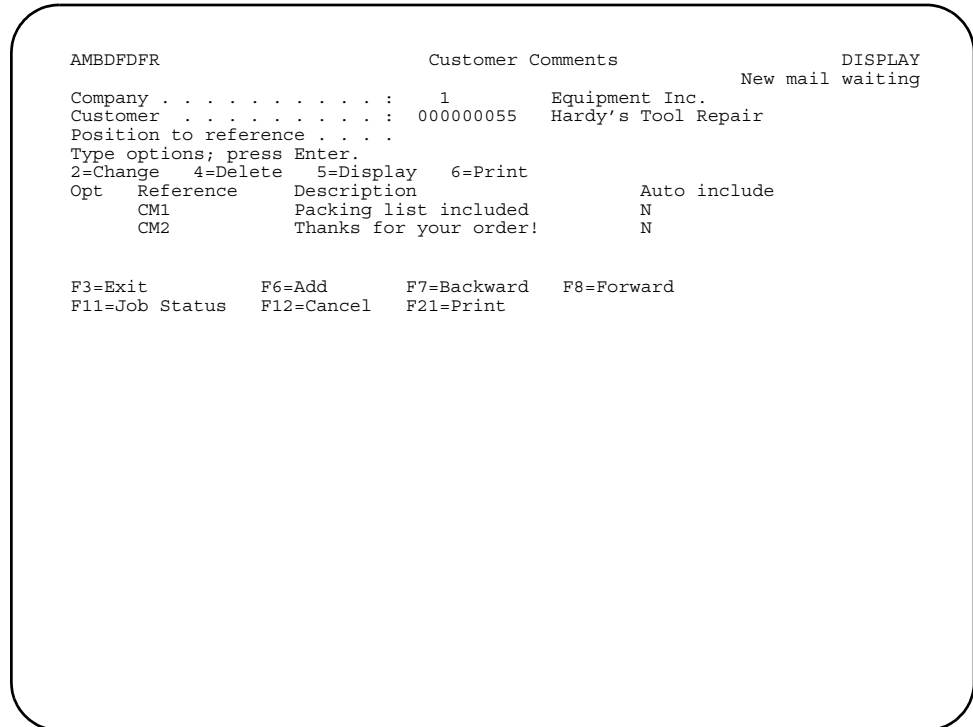 AMBDFDFR Customer Comments DISPLAY
New mail waiting
Company . . . . . . . . . . : 1 Equipment Inc.
Customer . . . . . . . . . : 000000055 Hardy's Tool Repair
Position to reference . . . .
Type options; press Enter.
2=Change 4=Delete 5=Display 6=Print
Opt Reference Description Auto include
CM1 Packing list included N
CM2 Thanks for your order! N
F3=Exit F6=Add F7=Backward F8=Forward
F11=Job Status F12=Cancel F21=Print